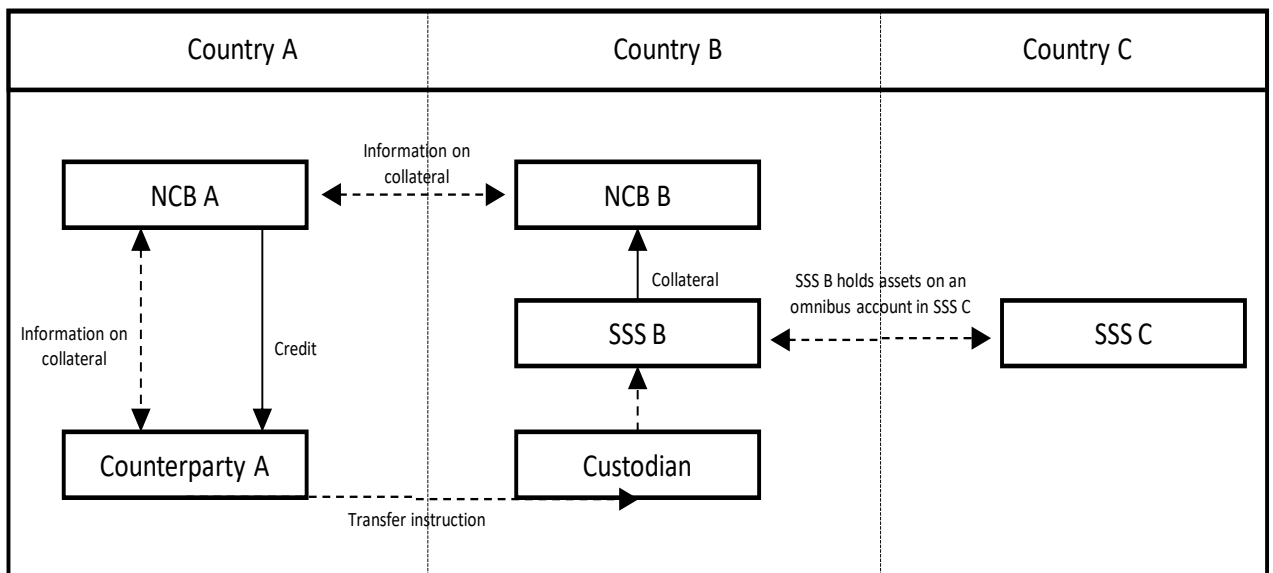 Country A
Country B
Country C
Information on
collateral
NCB A
NCB B
Collateral
SSS B holds assets on an
omnibus account in SSS C
Information on
collateral
Credit
SSS B
SSS C
Counterparty A
Custodian
Transfer instruction